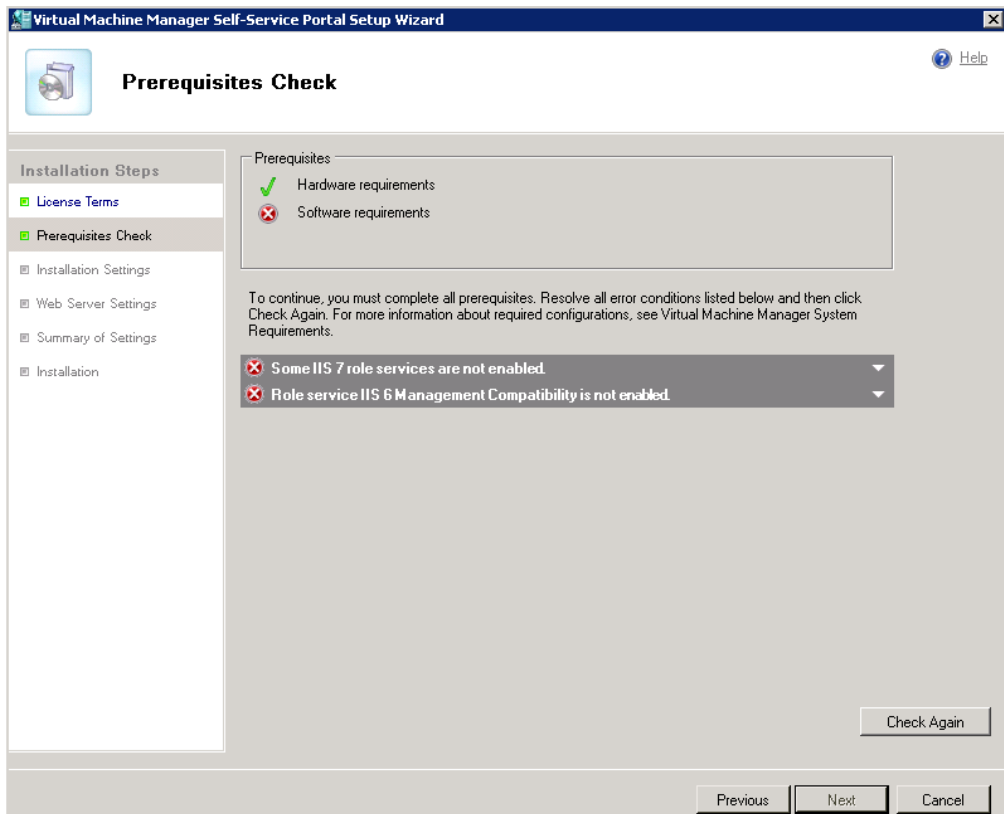 Virtual Machine Manager Self-Service Portal Setup Wizard
Help
Prerequisites Check
Installation Steps
License Terms
Prerequisites Check
Installation Settings
Web Server Settings
Summary of Settings
Installation
Prerequisites
Hardware requirements
Software requirements
To continue, you must complete all prerequisites. Resolve all error conditions listed below and then click
Check Again. For more information about required configurations, see Virtual Machine Manager System
Requirements.
Some IIS 7 role services are not enabled.
Role service IIS 6 Management Compatibility is not enabled.
Check Again
Previous
Next
Cancel